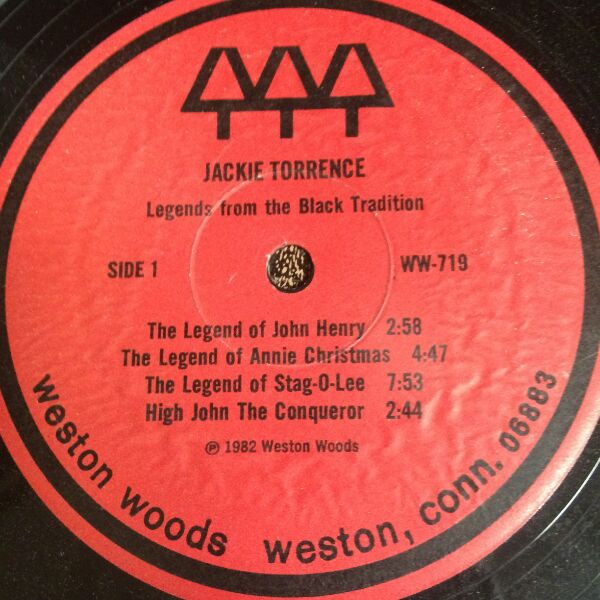 JACKIE TORRENCE
Legends from the Black Tradition
SIDE 1
WW-719
The Legend of John Henry 2:58
The Legend of Annie Christmas 4:47
The Legend of Stag-O-Lee 7:53
High John The Conqueror 2:44
℗ 1982 Weston Woods
weston woods weston, conn. 06883